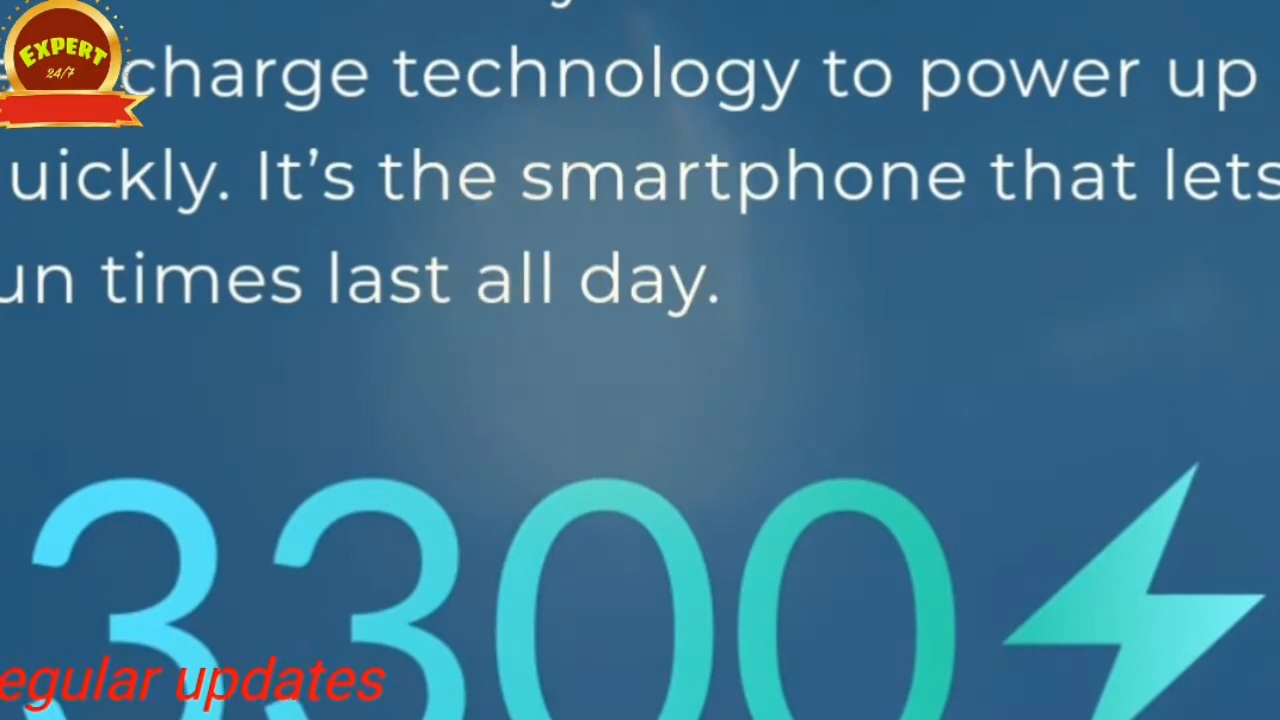 EXPERT
24/7
charge technology to power up
uickly. It’s the smartphone that lets
un times last all day.
3300
egular updates